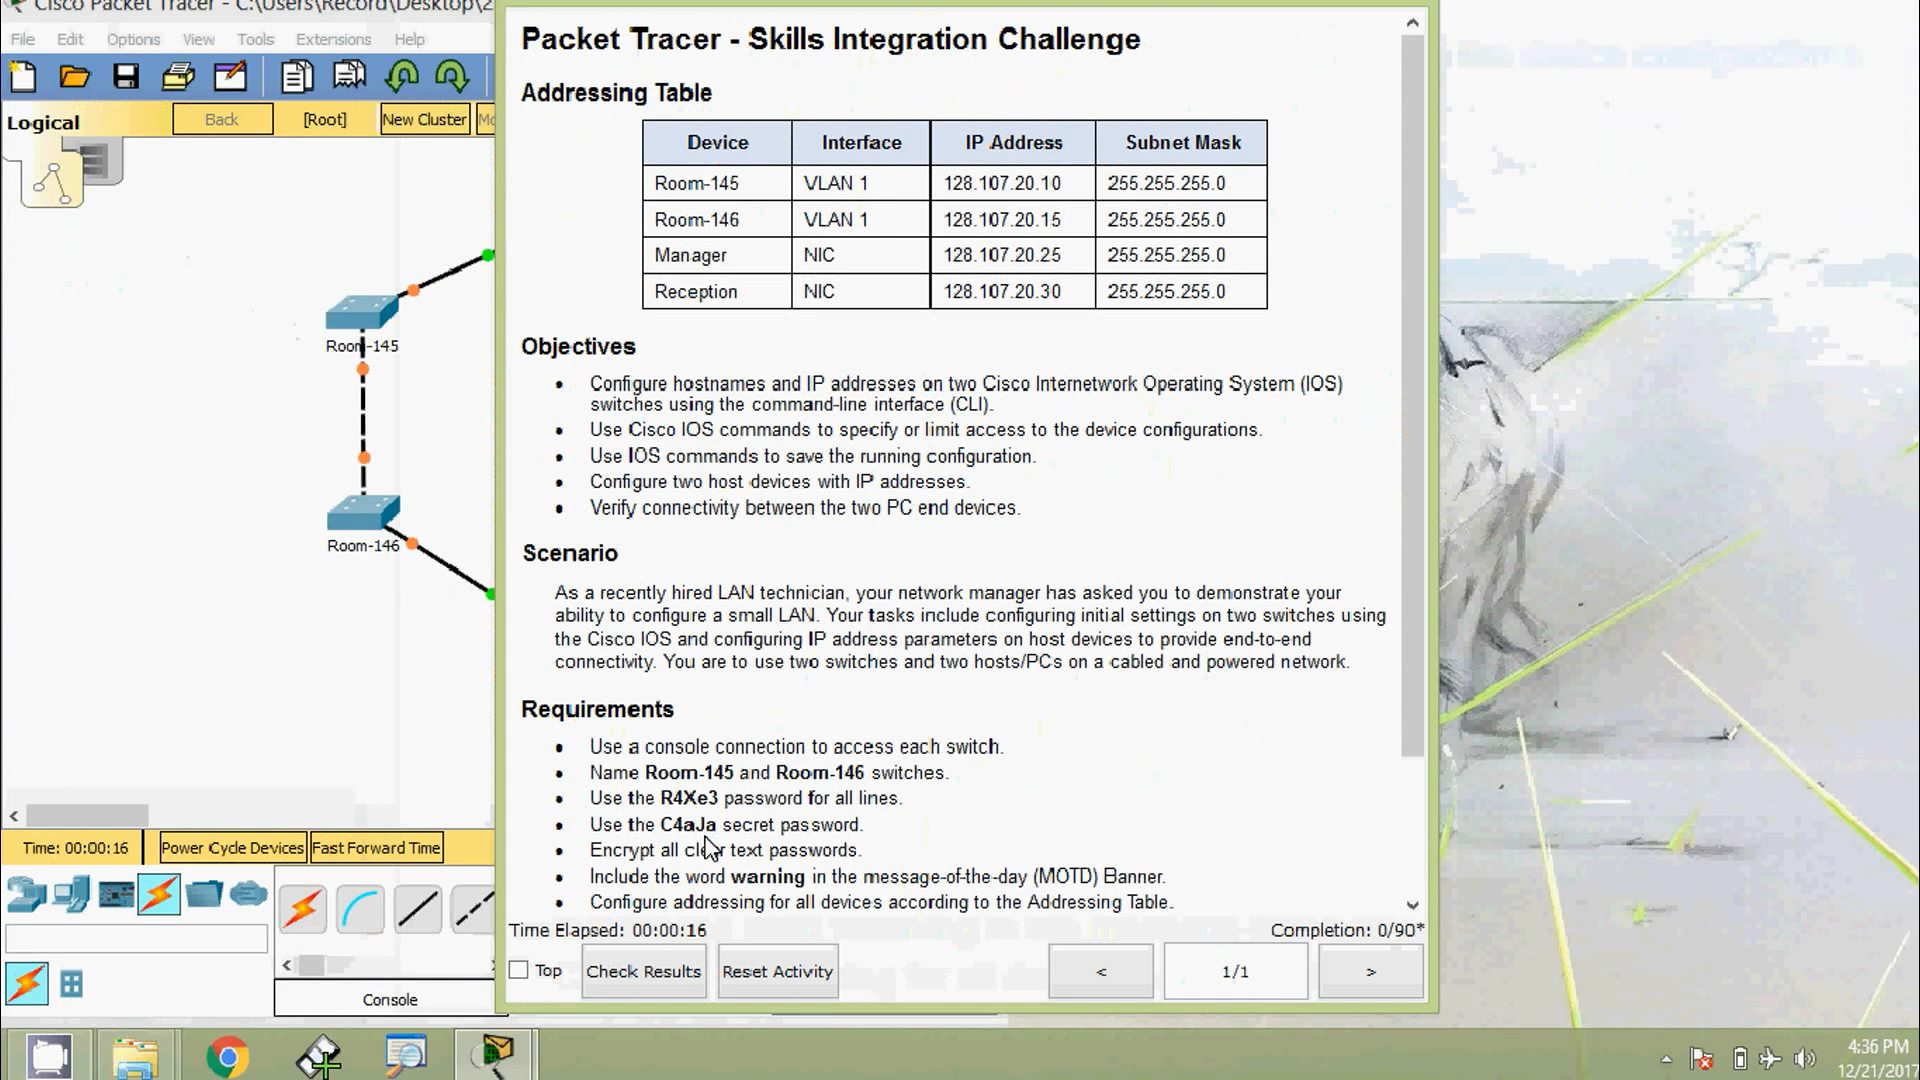 Cisco Packet Tracer - C:\Users\Record\Desktop\2
File Edit Options View Tools Extensions Help
Logical
Back
[Root]
New Cluster
Room-145
Room-146
Time: 00:00:16
Power Cycle Devices
Fast Forward Time
Console
Packet Tracer - Skills Integration Challenge
Addressing Table
Device Interface IP Address Subnet Mask
Room-145 VLAN 1 128.107.20.10 255.255.255.0
Room-146 VLAN 1 128.107.20.15 255.255.255.0
Manager NIC 128.107.20.25 255.255.255.0
Reception NIC 128.107.20.30 255.255.255.0
Objectives
• Configure hostnames and IP addresses on two Cisco Internetwork Operating System (IOS)
switches using the command-line interface (CLI).
• Use Cisco IOS commands to specify or limit access to the device configurations.
• Use IOS commands to save the running configuration.
• Configure two host devices with IP addresses.
• Verify connectivity between the two PC end devices.
Scenario
As a recently hired LAN technician, your network manager has asked you to demonstrate your
ability to configure a small LAN. Your tasks include configuring initial settings on two switches using
the Cisco IOS and configuring IP address parameters on host devices to provide end-to-end
connectivity. You are to use two switches and two hosts/PCs on a cabled and powered network.
Requirements
• Use a console connection to access each switch.
• Name Room-145 and Room-146 switches.
• Use the R4Xe3 password for all lines.
• Use the C4aJa secret password.
• Encrypt all clear text passwords.
• Include the word warning in the message-of-the-day (MOTD) Banner.
• Configure addressing for all devices according to the Addressing Table.
Time Elapsed: 00:00:16
Completion: 0/90*
Top
Check Results
Reset Activity
<
1/1
>
4:36 PM
12/21/2017